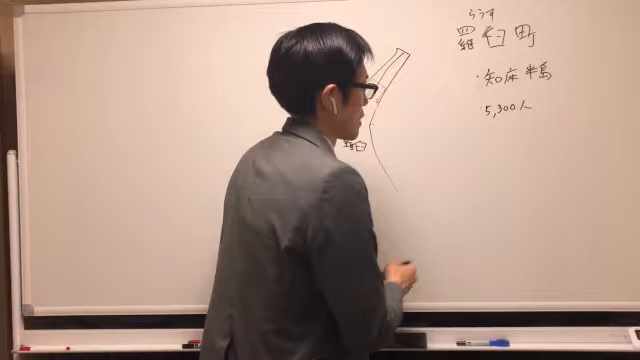 らうす
羅臼町
・知床半島
・5,300人
羅臼